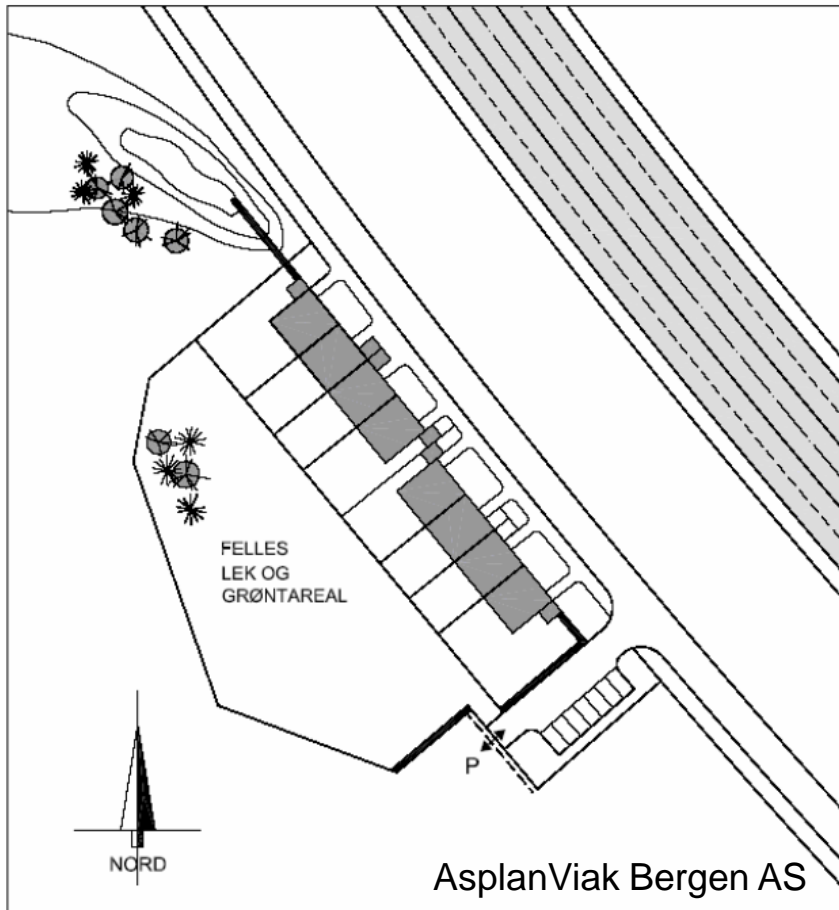 FELLES
LEK OG
GRØNTAREAL
P
NORD
AsplanViak Bergen AS